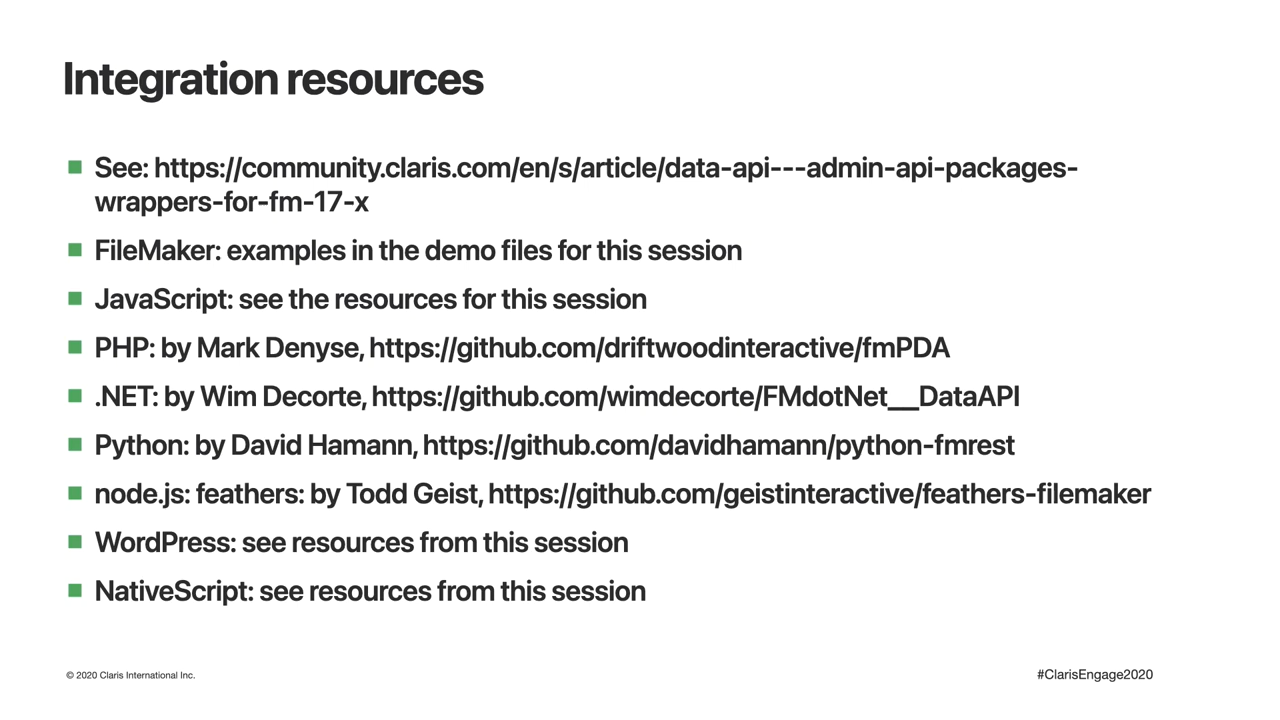 Integration resources
See: https://community.claris.com/en/s/article/data-api---admin-api-packages-
wrappers-for-fm-17-x
FileMaker: examples in the demo files for this session
JavaScript: see the resources for this session
PHP: by Mark Denyse, https://github.com/driftwoodinteractive/fmPDA
.NET: by Wim Decorte, https://github.com/wimdecorte/FMdotNet__DataAPI
Python: by David Hamann, https://github.com/davidhamann/python-fmrest
node.js: feathers: by Todd Geist, https://github.com/geistinteractive/feathers-filemaker
WordPress: see resources from this session
NativeScript: see resources from this session
© 2020 Claris International Inc.
#ClarisEngage2020